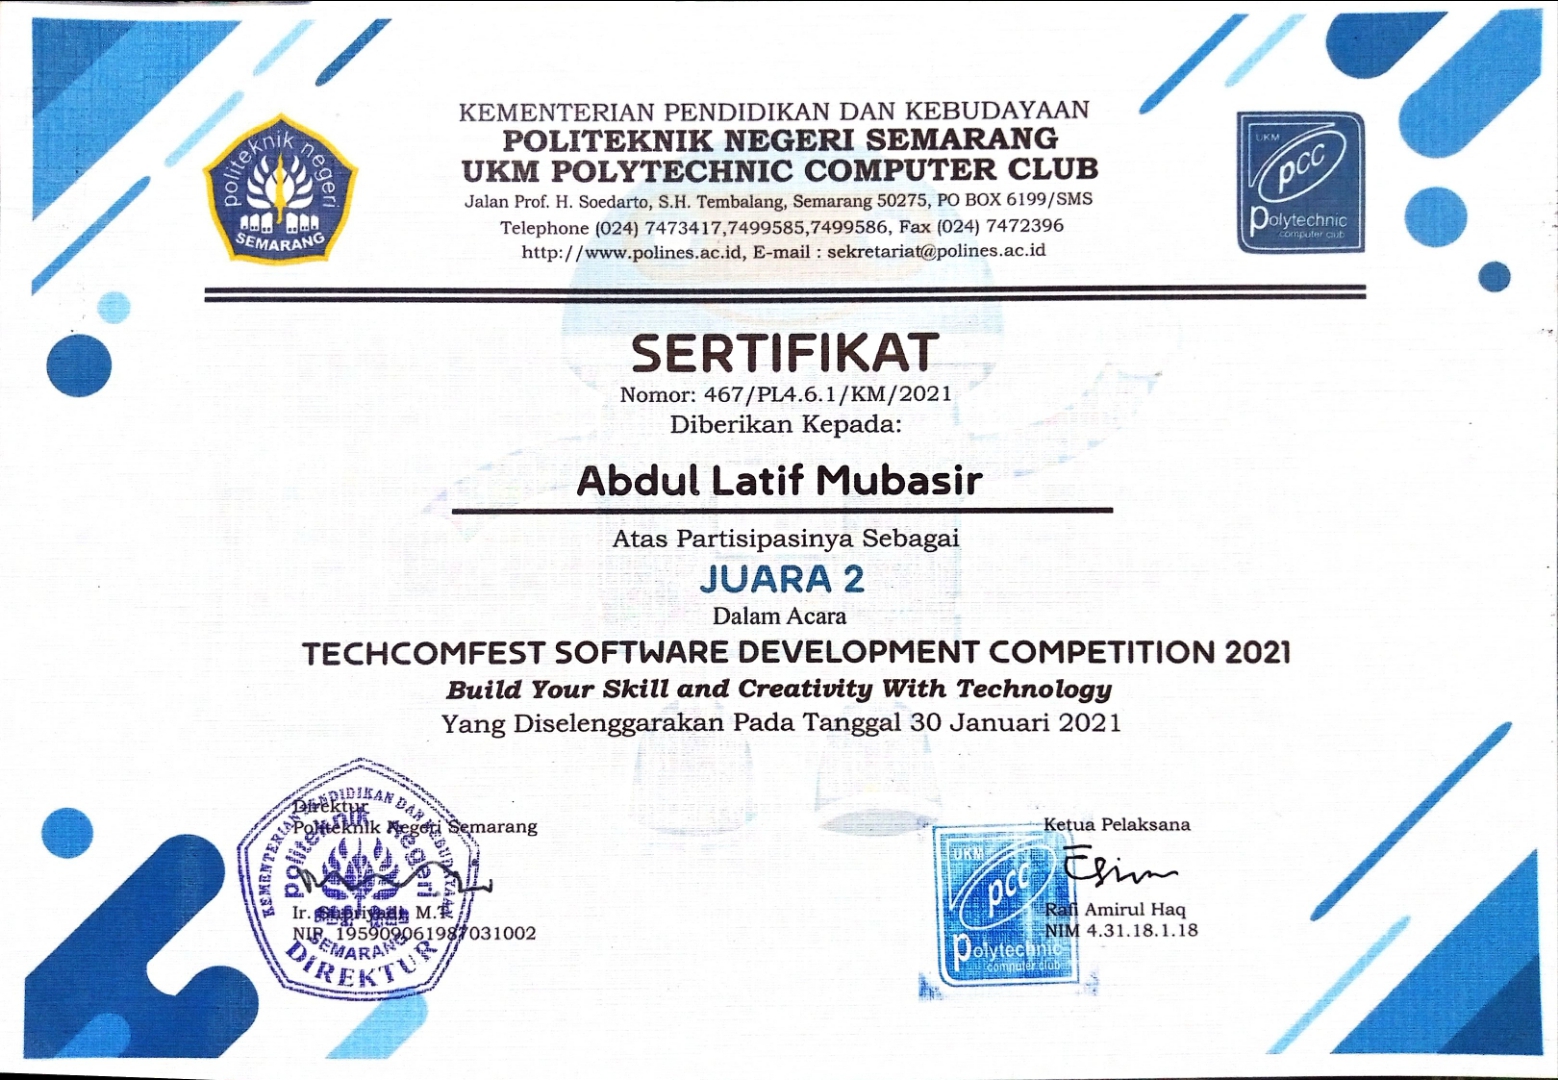 KEMENTERIAN PENDIDIKAN DAN KEBUDAYAAN
POLITEKNIK NEGERI SEMARANG
UKM POLYTECHNIC COMPUTER CLUB
Jalan Prof. H. Soedarto, S.H. Tembalang, Semarang 50275, PO BOX 6199/SMS
Telephone (024) 7473417,7499585,7499586, Fax (024) 7472396
http://www.polines.ac.id, E-mail : sekretariat@polines.ac.id
politeknik negeri
SEMARANG
UKM
pcc
Polytechnic
computer club
SERTIFIKAT
Nomor: 467/PL4.6.1/KM/2021
Diberikan Kepada:
Abdul Latif Mubasir
Atas Partisipasinya Sebagai
JUARA 2
Dalam Acara
TECHCOMFEST SOFTWARE DEVELOPMENT COMPETITION 2021
Build Your Skill and Creativity With Technology
Yang Diselenggarakan Pada Tanggal 30 Januari 2021
Direktur
Politeknik Negeri Semarang
Ir. Supriyadi, M.T.
NIP. 195909061987031002
KEMENTERIAN PENDIDIKAN DAN KEBUDAYAAN
politeknik Negeri
SEMARANG
DIREKTUR
Ketua Pelaksana
Rafi Amirul Haq
NIM 4.31.18.1.18
UKM
pcc
Polytechnic
computer club